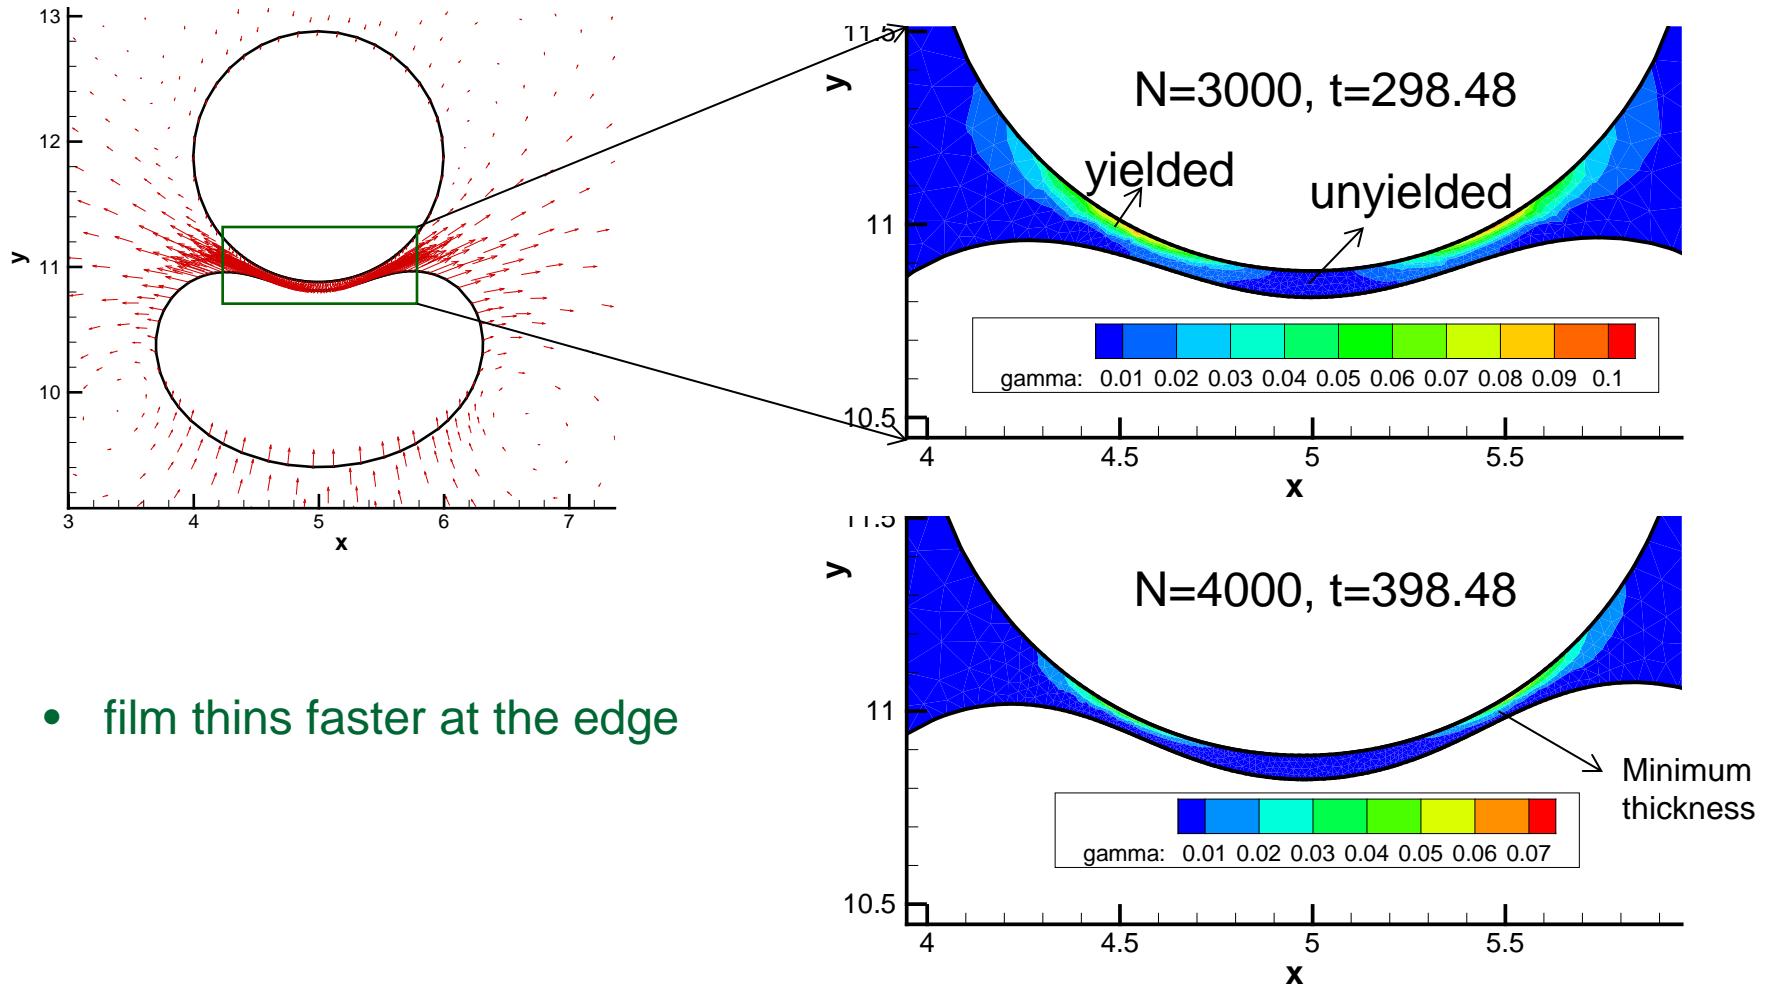 13
12
11
10
y
3 4 5 6 7
x
11.5
y
N=3000, t=298.48
yielded
unyielded
11
gamma: 0.01 0.02 0.03 0.04 0.05 0.06 0.07 0.08 0.09 0.1
10.5
4 4.5 5 5.5
x
11.5
y
N=4000, t=398.48
• film thins faster at the edge
11
Minimum
thickness
gamma: 0.01 0.02 0.03 0.04 0.05 0.06 0.07
10.5
4 4.5 5 5.5
x